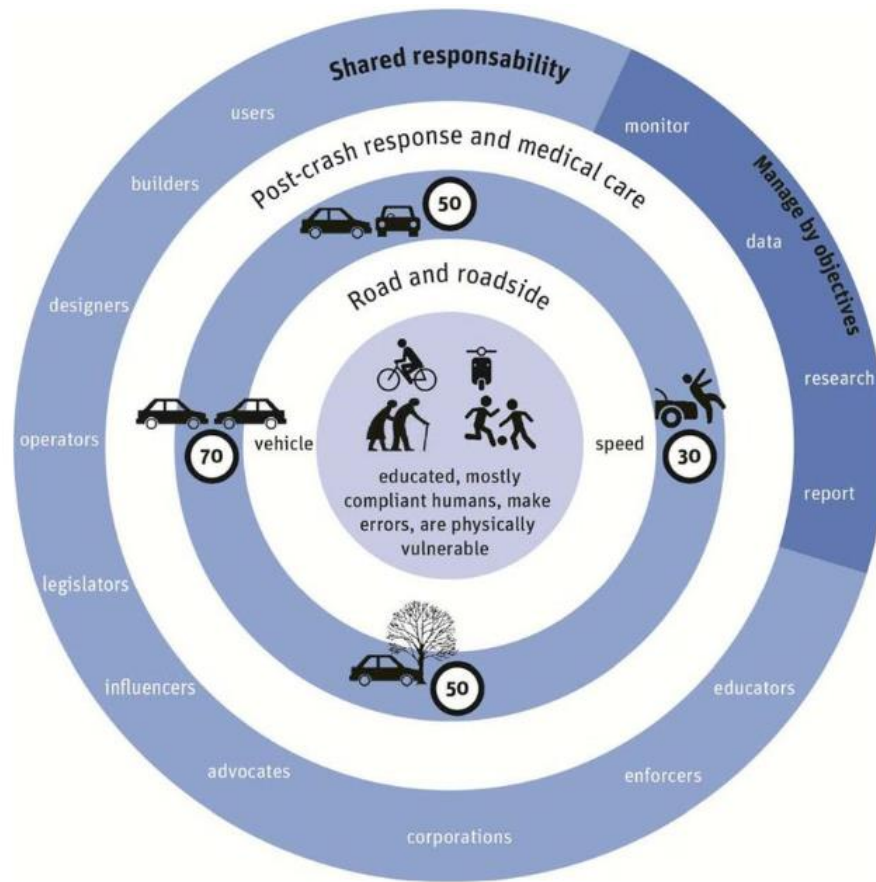 Shared responsability
users
monitor
Post-crash response and medical care
builders
Manage by objectives
50
data
Road and roadside
designers
research
operators
70
vehicle
speed
30
educated, mostly
compliant humans, make
errors, are physically
vulnerable
report
legislators
influencers
50
educators
advocates
enforcers
corporations